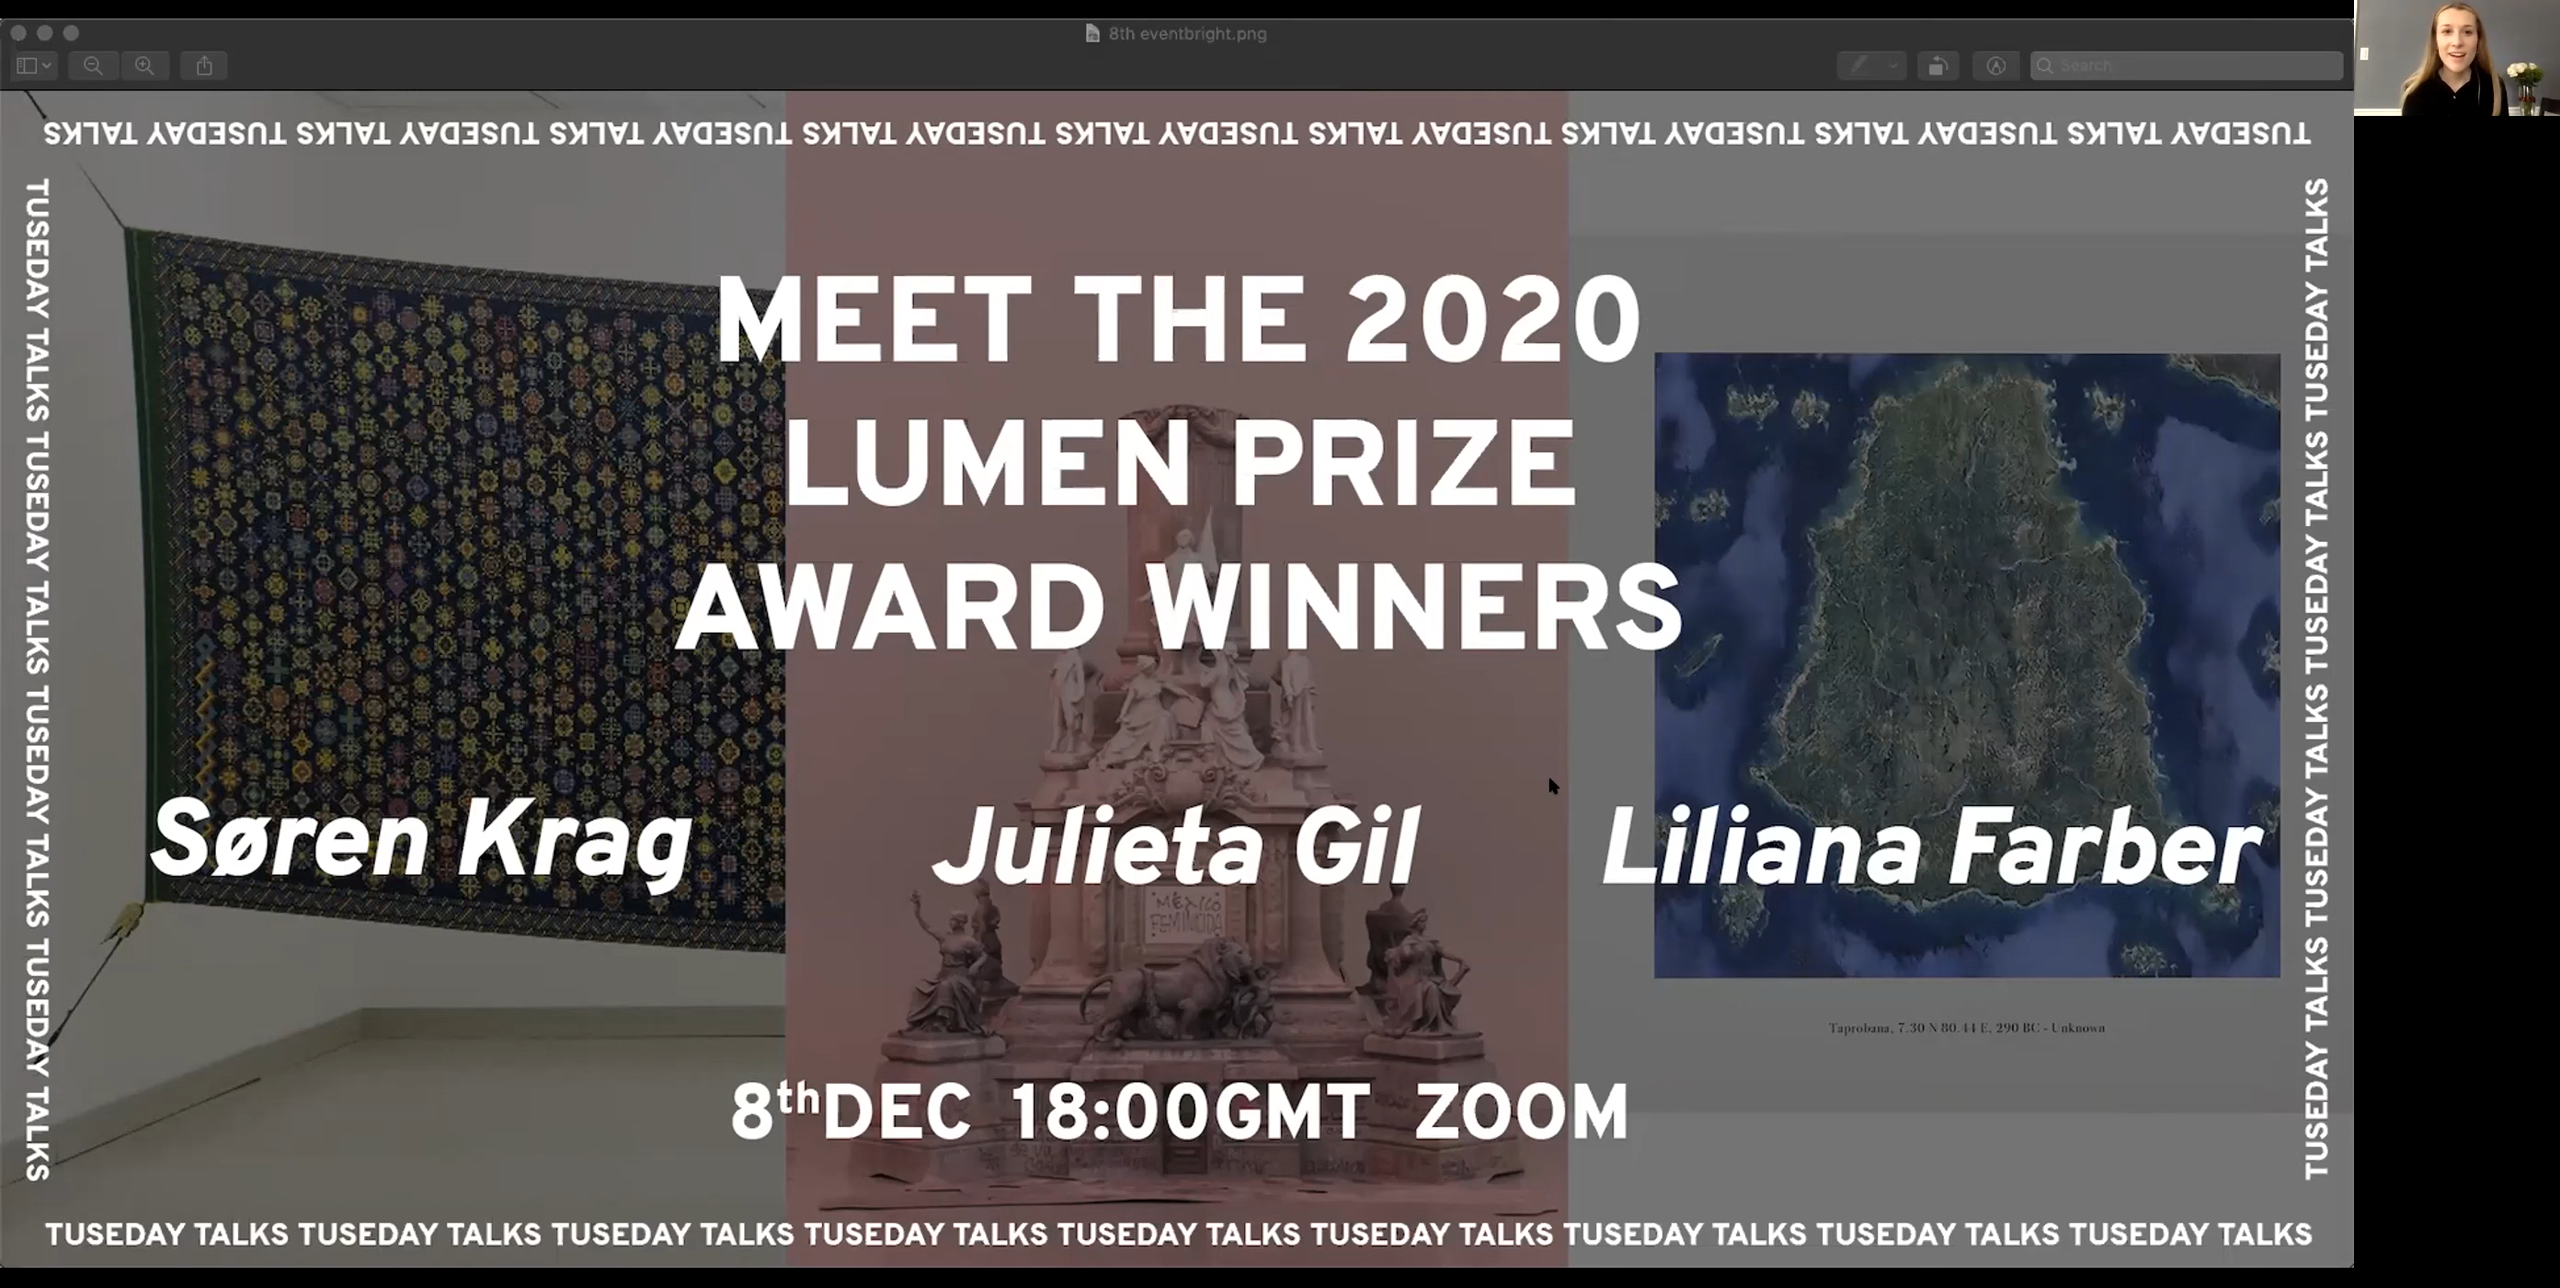 8th eventbright.png
Search
TUSEDAY TALKS TUSEDAY TALKS TUSEDAY TALKS TUSEDAY TALKS TUSEDAY TALKS TUSEDAY TALKS TUSEDAY TALKS TUSEDAY TALKS TUSEDAY TALKS
TUSEDAY TALKS TUSEDAY TALKS TUSEDAY TALKS TUSEDAY TALKS
MEET THE 2020
LUMEN PRIZE
AWARD WINNERS
Søren Krag
Julieta Gil
Liliana Farber
MÉXICO
FEMINICIDA
Taprobana, 7.30 N 80.44 E, 290 BC - Unknown
8thDEC 18:00GMT ZOOM
TUSEDAY TALKS TUSEDAY TALKS TUSEDAY TALKS TUSEDAY TALKS
TUSEDAY TALKS TUSEDAY TALKS TUSEDAY TALKS TUSEDAY TALKS TUSEDAY TALKS TUSEDAY TALKS TUSEDAY TALKS TUSEDAY TALKS TUSEDAY TALKS